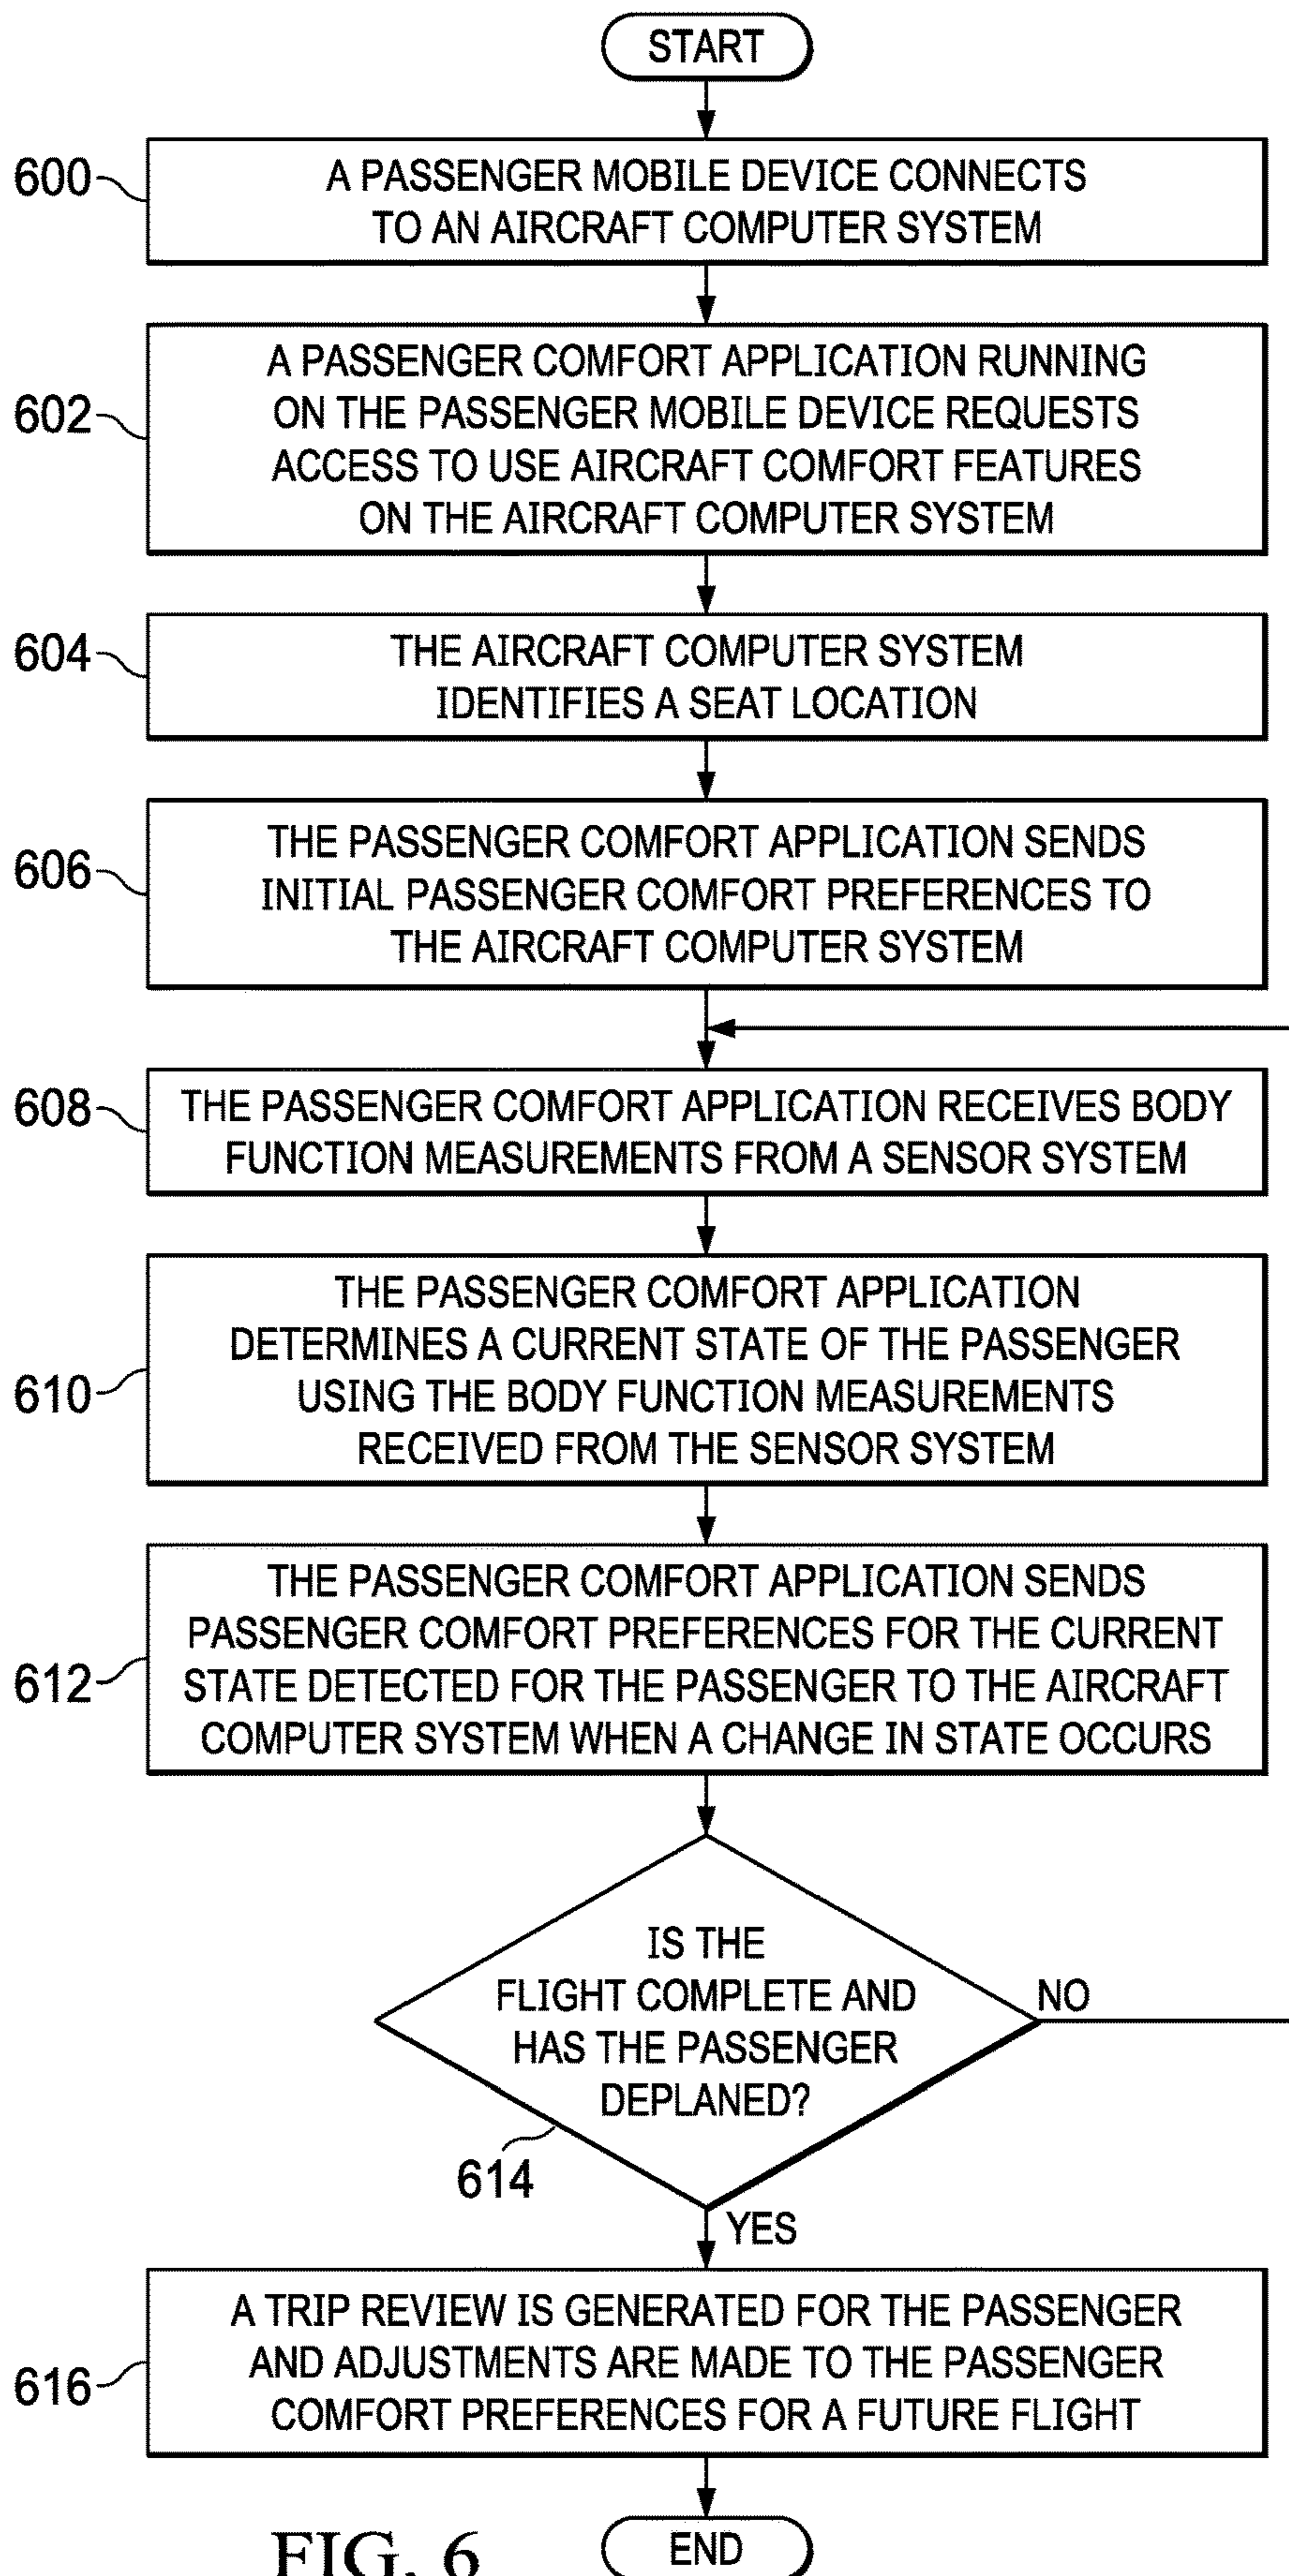 START
600
A PASSENGER MOBILE DEVICE CONNECTS
TO AN AIRCRAFT COMPUTER SYSTEM
602
A PASSENGER COMFORT APPLICATION RUNNING
ON THE PASSENGER MOBILE DEVICE REQUESTS
ACCESS TO USE AIRCRAFT COMFORT FEATURES
ON THE AIRCRAFT COMPUTER SYSTEM
604
THE AIRCRAFT COMPUTER SYSTEM
IDENTIFIES A SEAT LOCATION
606
THE PASSENGER COMFORT APPLICATION SENDS
INITIAL PASSENGER COMFORT PREFERENCES TO
THE AIRCRAFT COMPUTER SYSTEM
608
THE PASSENGER COMFORT APPLICATION RECEIVES BODY
FUNCTION MEASUREMENTS FROM A SENSOR SYSTEM
610
THE PASSENGER COMFORT APPLICATION
DETERMINES A CURRENT STATE OF THE PASSENGER
USING THE BODY FUNCTION MEASUREMENTS
RECEIVED FROM THE SENSOR SYSTEM
612
THE PASSENGER COMFORT APPLICATION SENDS
PASSENGER COMFORT PREFERENCES FOR THE CURRENT
STATE DETECTED FOR THE PASSENGER TO THE AIRCRAFT
COMPUTER SYSTEM WHEN A CHANGE IN STATE OCCURS
IS THE
FLIGHT COMPLETE AND
HAS THE PASSENGER
DEPLANED?
NO
614
YES
616
A TRIP REVIEW IS GENERATED FOR THE PASSENGER
AND ADJUSTMENTS ARE MADE TO THE PASSENGER
COMFORT PREFERENCES FOR A FUTURE FLIGHT
FIG. 6
END